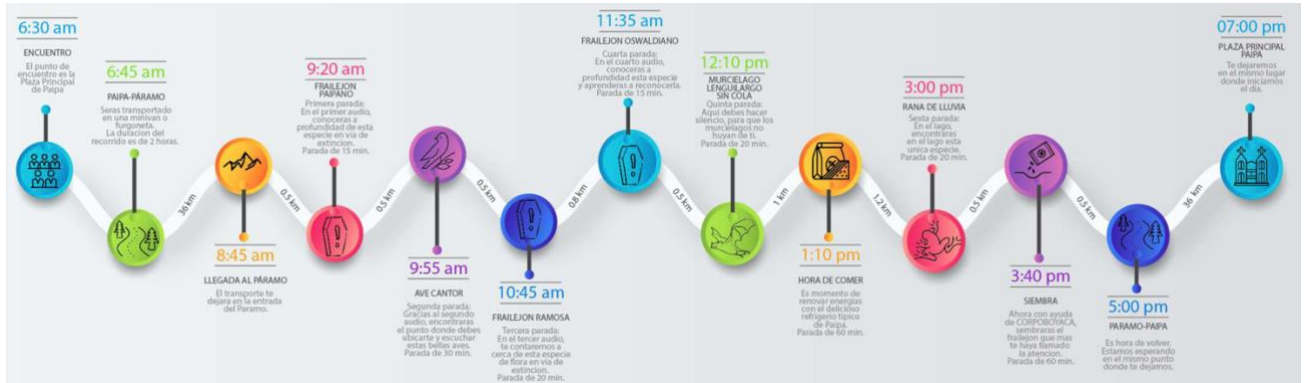 6:30 am
ENCUENTRO
El punto de
encuentro es la
Plaza Principal
de Paipa
6:45 am
PAIPA-PÁRAMO
Seras transportado
en una minivan o
furgoneta.
La dulacion del
recorrido es de 2 horas.
36 km
8:45 am
LLEGADA AL PÁRAMO
El transporte te
dejara en la entrada
del Paramo.
0.5 km
9:20 am
FRAILEJON
PAIPANO
Primera parada:
En el primer audio,
conoceras a
profundidad de esta
especie en via de
extincion.
Parada de 15 min.
0.5 km
9:55 am
AVE CANTOR
Segunda parada:
Gracias al segundo
audio, encontraras
el punto donde debes
ubicarte y escuchar
estas bellas aves.
Parada de 30 min.
0.5 km
10:45 am
FRAILEJON RAMOSA
Tercera parada:
En el tercer audio,
te contaremos a
cerca de esta especie
de flora en via de
extincion.
Parada de 20 min.
0.8 km
11:35 am
FRAILEJON OSWALDIANO
Cuarta parada:
En el cuarto audio,
conoceras a
profundidad esta especie
y aprenderas a reconocerla.
Parada de 15 min.
0.5 km
12:10 pm
MURCIELAGO
LENGUILARGO
SIN COLA
Quinta parada:
Aqui debes hacer
silencio, para que los
murcielagos no
huyan de ti.
Parada de 20 min.
1 km
1:10 pm
HORA DE COMER
Es momento de
renovar energias
con el delicioso
refrigerio tipico
de Paipa.
Parada de 60 min.
1.2 km
3:00 pm
RANA DE LLUVIA
Sexta parada:
En el lago,
encontraras
en el lago esta
unica especie,
Parada de 20 min.
0.5 km
3:40 pm
SIEMBRA
Ahora con ayuda
de CORPOBOYACA,
sembraras el
frailejon que mas
te haya llamado
la atencion.
Parada de 60 min.
0.5 km
5:00 pm
PARAMO-PAIPA
Es hora de volver.
Estamos esperando
en el mismo punto
donde te dejamos.
36 km
07:00 pm
PLAZA PRINCIPAL
PAIPA
Te dejaremos
en el mismo lugar
donde iniciamos
el dia.